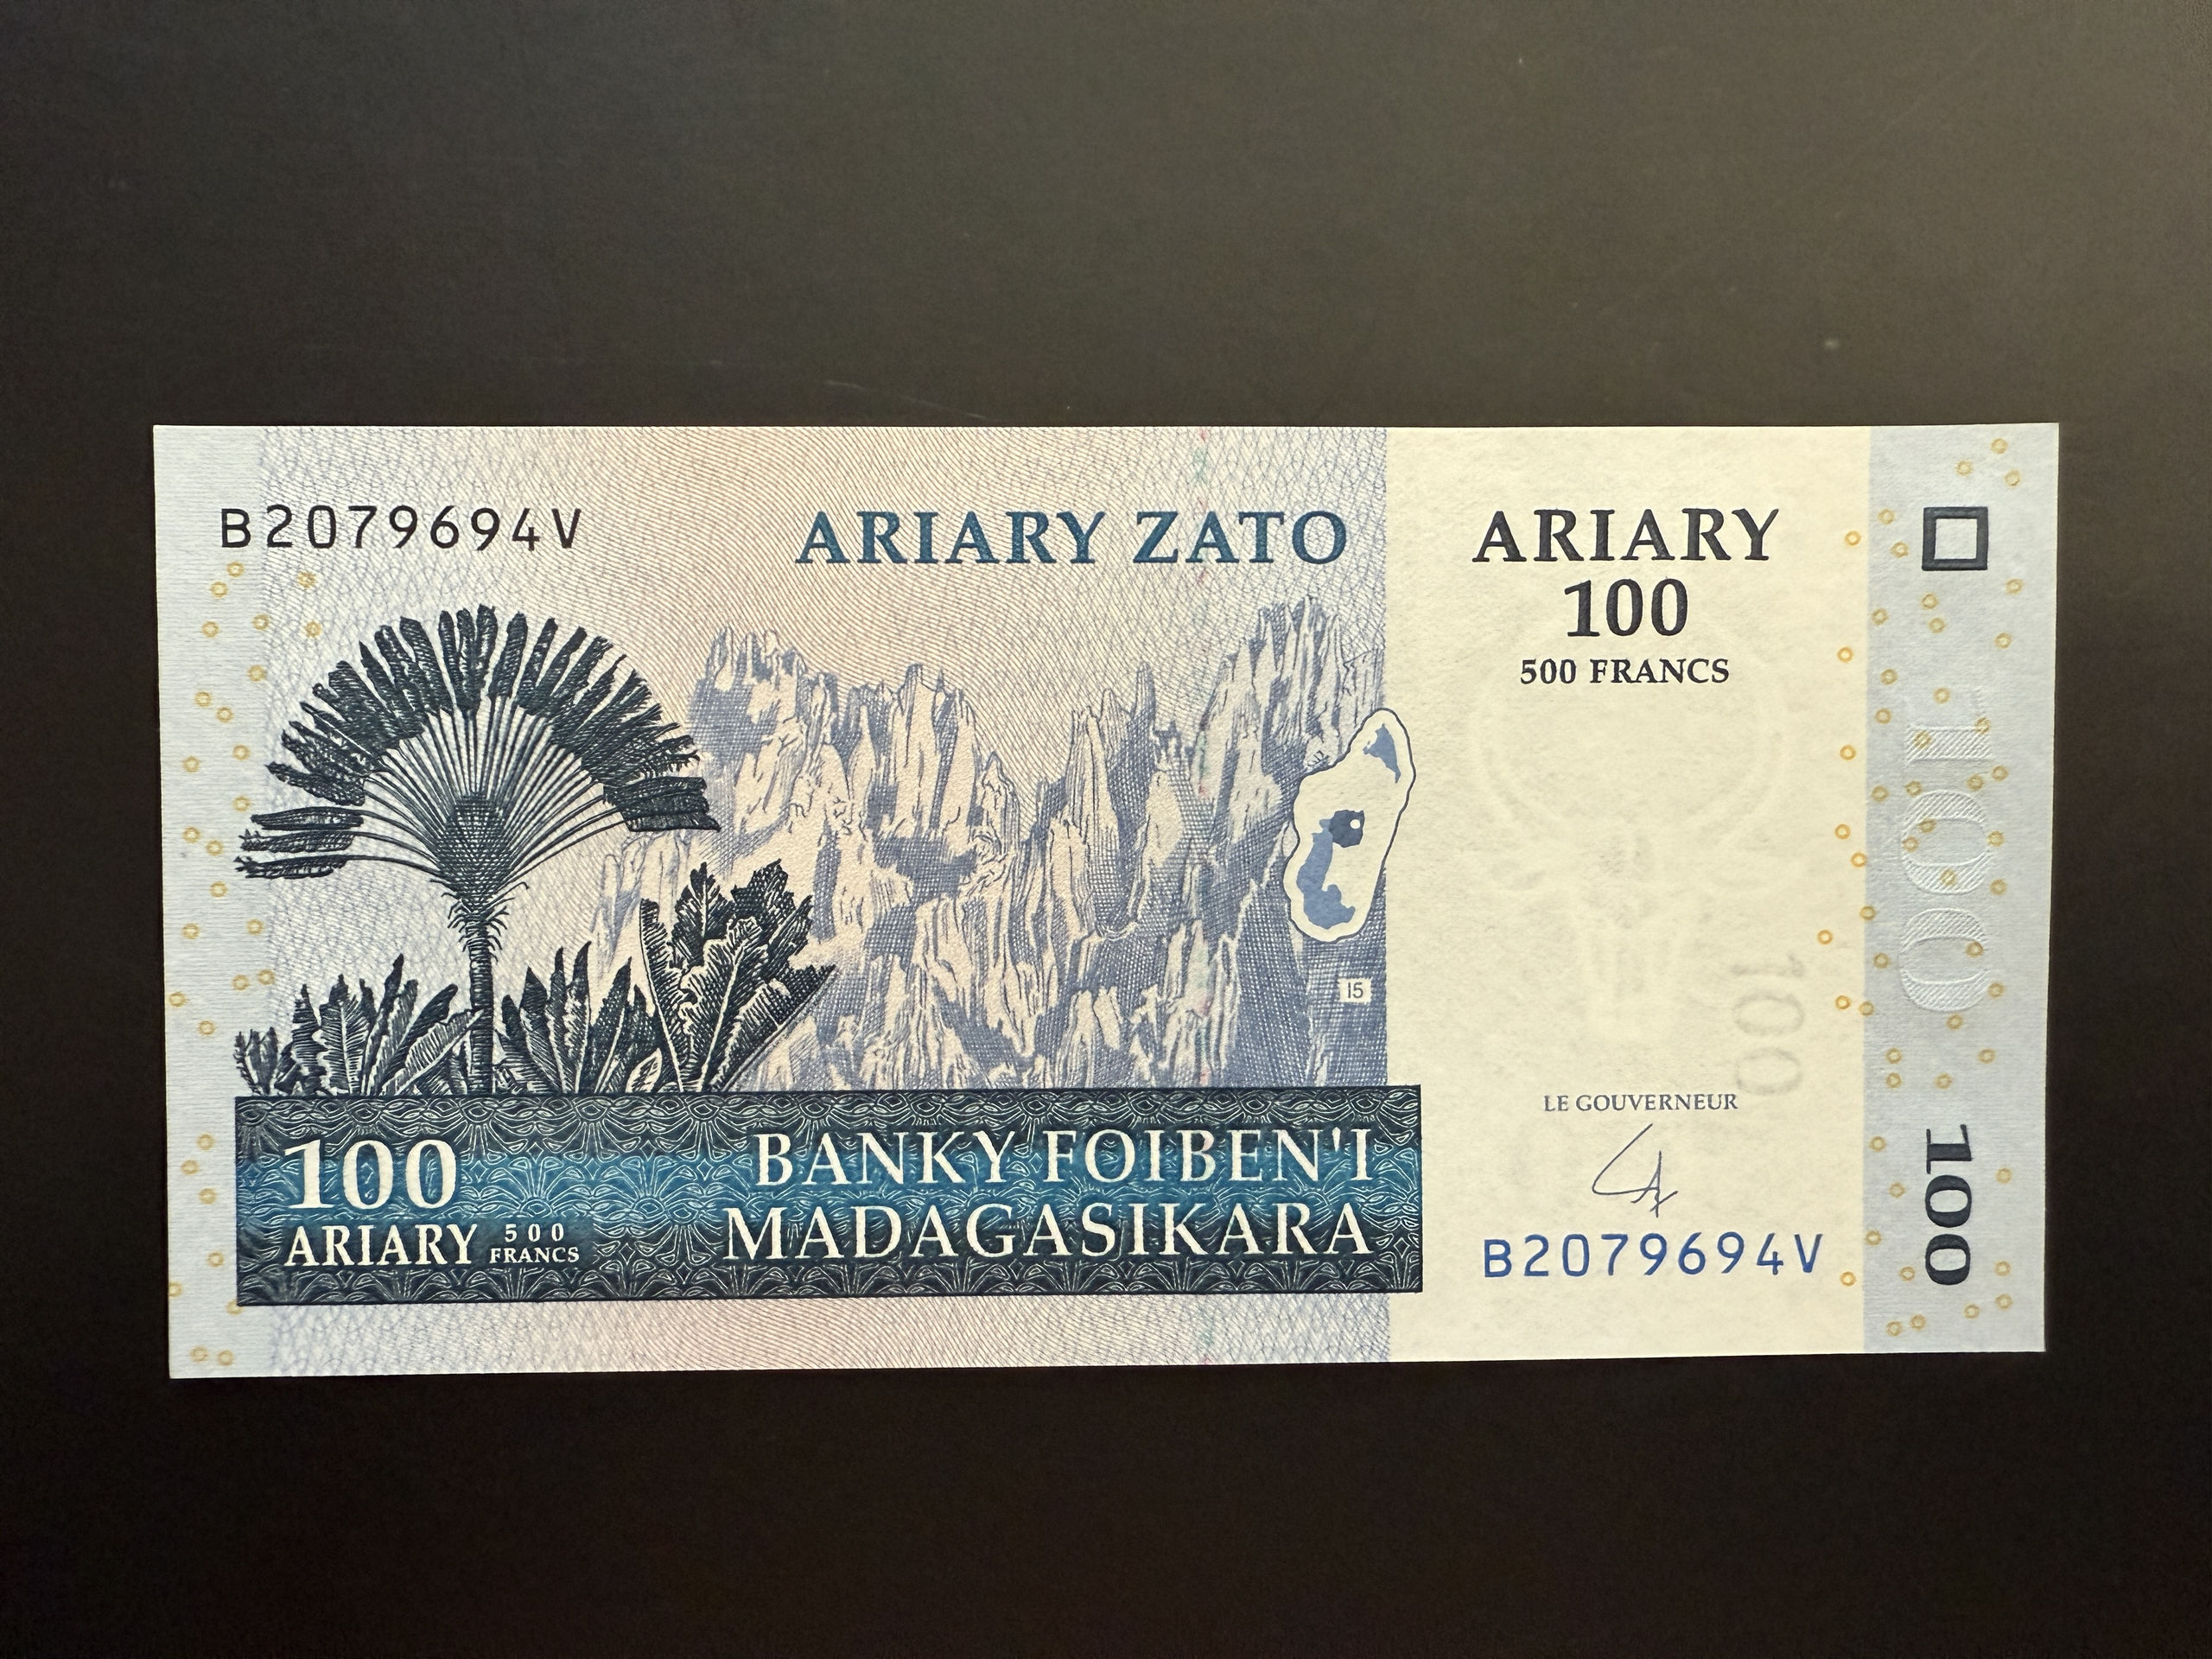 B2079694V
ARIARY ZATO
ARIARY
100
500 FRANCS
100
15
100
LE GOUVERNEUR
100
ARIARY
500
FRANCS
BANKY FOIBEN'I
MADAGASIKARA
B2079694V
100